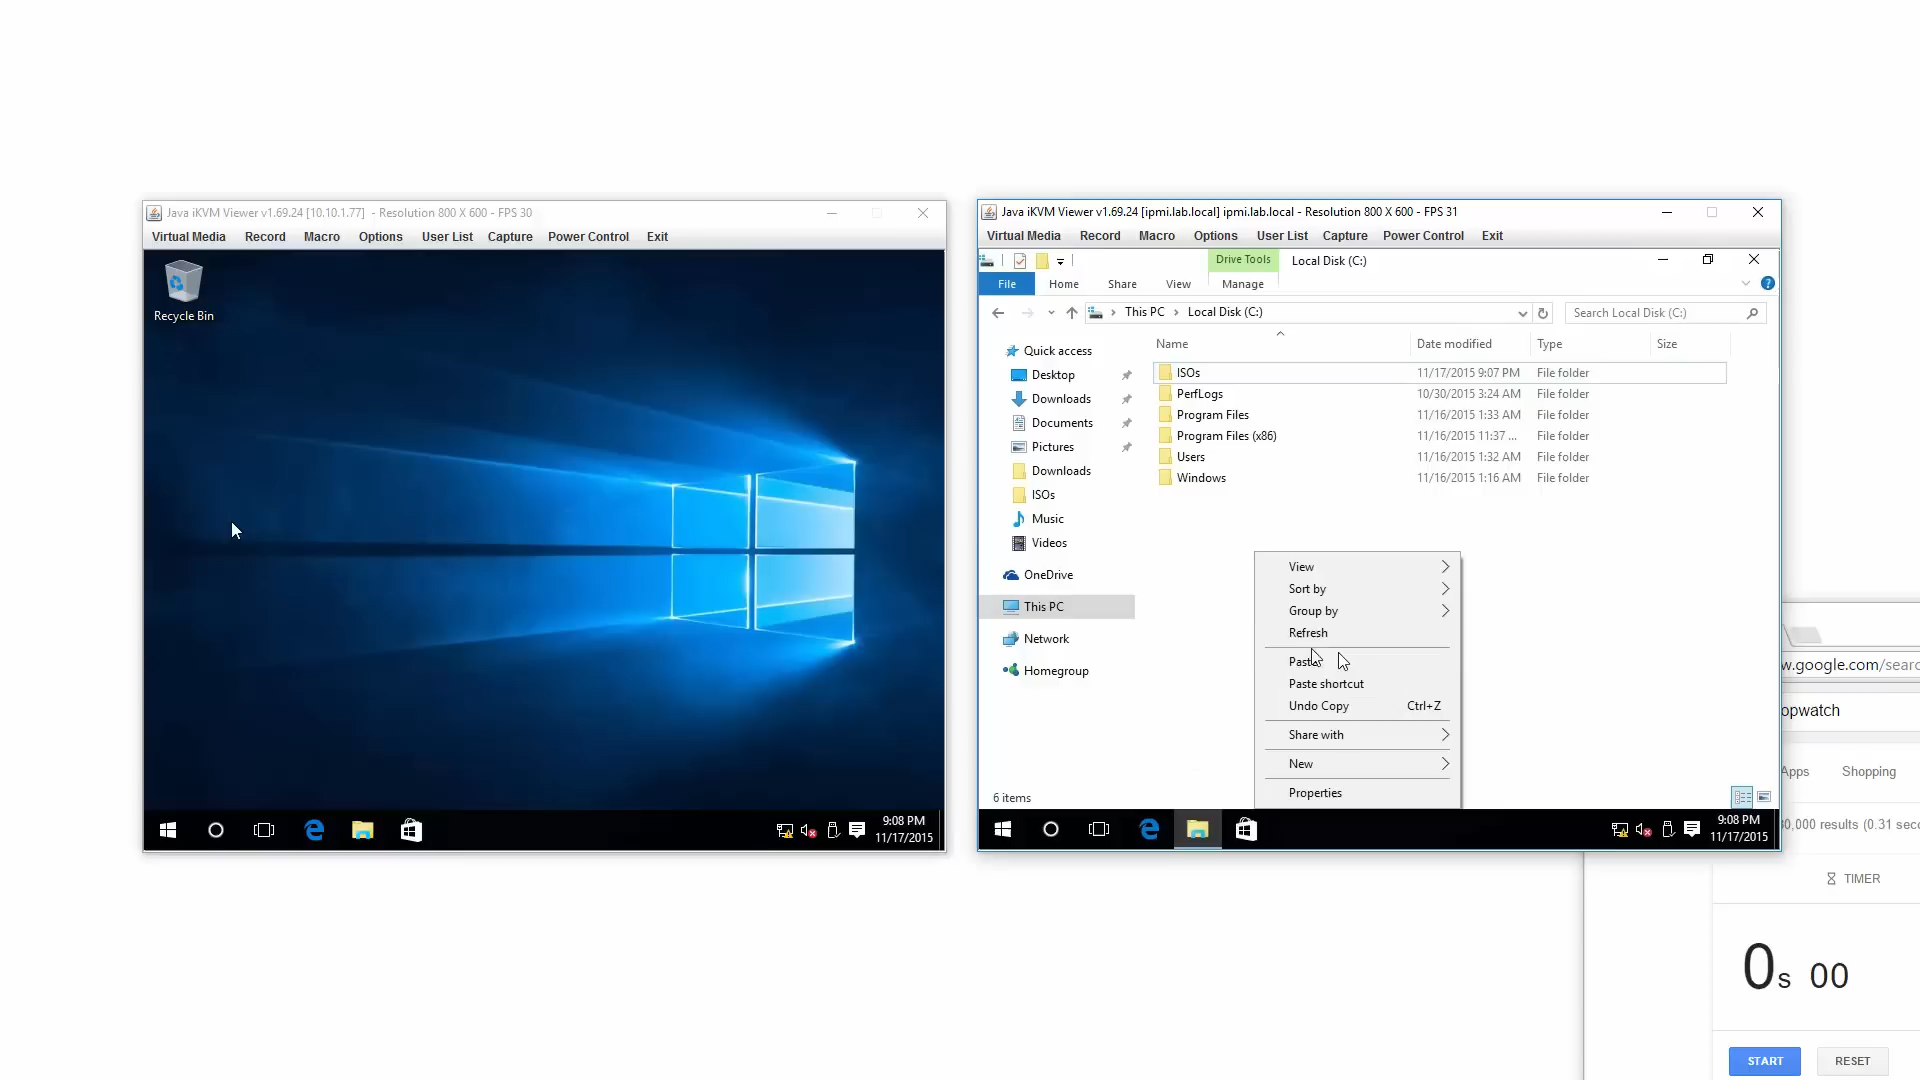 Java iKVM Viewer v1.69.24 [10.10.1.77] - Resolution 800 X 600 - FPS 30
Virtual Media Record Macro Options User List Capture Power Control Exit
Recycle Bin
9:08 PM
11/17/2015
Java iKVM Viewer v1.69.24 [ipmi.lab.local] ipmi.lab.local - Resolution 800 X 600 - FPS 31
Virtual Media Record Macro Options User List Capture Power Control Exit
Drive Tools Local Disk (C:)
File Home Share View Manage
This PC Local Disk (C:) Search Local Disk (C:)
Quick access
Desktop
Downloads
Documents
Pictures
Downloads
ISOs
Music
Videos
OneDrive
This PC
Network
Homegroup
Name Date modified Type Size
ISOs 11/17/2015 9:07 PM File folder
PerfLogs 10/30/2015 3:24 AM File folder
Program Files 11/16/2015 1:33 AM File folder
Program Files (x86) 11/16/2015 11:37 ... File folder
Users 11/16/2015 1:32 AM File folder
Windows 11/16/2015 1:16 AM File folder
View
Sort by
Group by
Refresh
Paste
Paste shortcut
Undo Copy Ctrl+Z
Share with
New
Properties
6 items
9:08 PM
11/17/2015
w.google.com/searc
opwatch
Apps Shopping
0,000 results (0.31 seco
TIMER
0s 00
START RESET